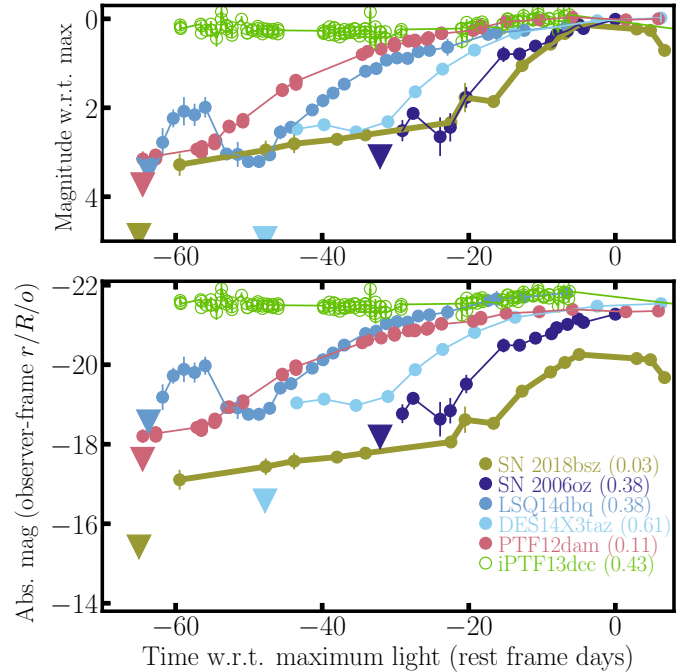 0
2
4
Magnitude w.r.t. max
−60
−40
−20
0
−22
−20
−18
−16
−14
Abs. mag (observer-frame r/R/o)
SN 2018bsz (0.03)
SN 2006oz (0.38)
LSQ14dbq (0.38)
DES14X3taz (0.61)
PTF12dam (0.11)
iPTF13dcc (0.43)
−60
−40
−20
0
Time w.r.t. maximum light (rest frame days)